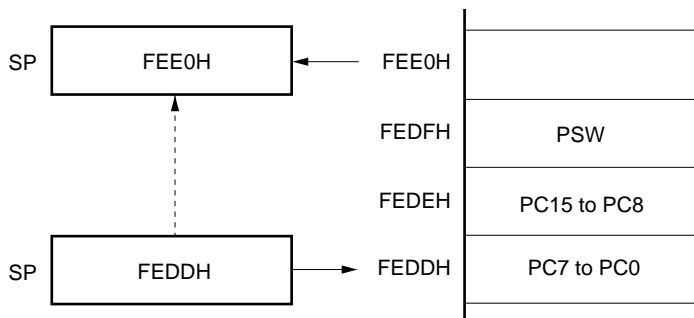 SP FEE0H FEE0H
FEDFH PSW
FEDEH PC15 to PC8
SP FEDDH FEDDH PC7 to PC0